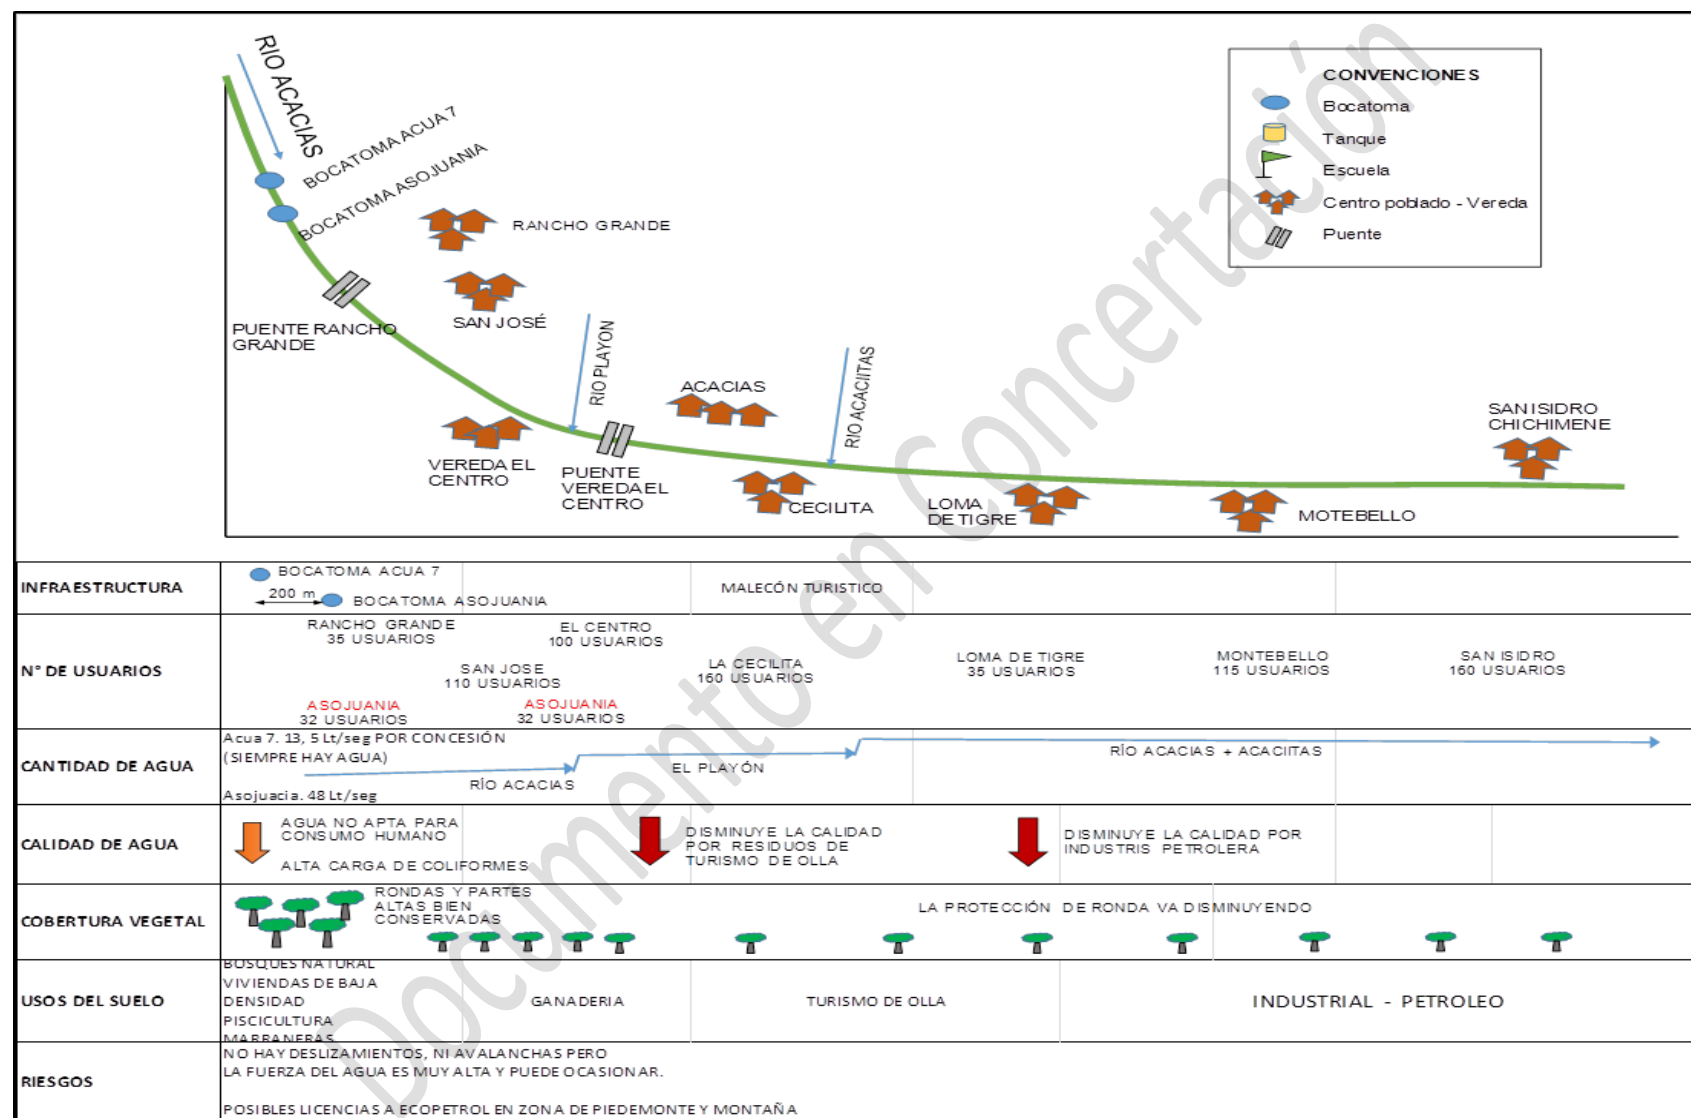 RIO ACACIAS
BOCATOMA ACUA 7
BOCATOMA ASOJUANIA
RANCHO GRANDE
SAN JOSÉ
PUENTE RANCHO
GRANDE
RIO PLAYON
ACACIAS
RIO ACACIITAS
VEREDA EL
CENTRO
PUENTE
VEREDA EL
CENTRO
CECILITA
LOMA
DE TIGRE
MOTEBELLO
SAN ISIDRO
CHICHIMENE
CONVENCIONES
Bocatoma
Tanque
Escuela
Centro poblado - Vereda
Puente
INFRAESTRUCTURA
BOCATOMA ACUA 7
200 m
BOCATOMA ASOJUANIA
MALECÓN TURISTICO
N° DE USUARIOS
RANCHO GRANDE
35 USUARIOS
EL CENTRO
100 USUARIOS
SAN JOSE
110 USUARIOS
LA CECILITA
160 USUARIOS
LOMA DE TIGRE
35 USUARIOS
MONTEBELLO
115 USUARIOS
SAN ISIDRO
160 USUARIOS
ASOJUANIA
32 USUARIOS
ASOJUANIA
32 USUARIOS
CANTIDAD DE AGUA
Acua 7. 13, 5 Lt/seg POR CONCESIÓN
(SIEMPRE HAY AGUA)
RÍO ACACIAS
EL PLAYÓN
RÍO ACACIAS + ACACIITAS
Asojuacia. 48 Lt/seg
CALIDAD DE AGUA
AGUA NO APTA PARA
CONSUMO HUMANO
ALTA CARGA DE COLIFORMES
DISMINUYE LA CALIDAD
POR RESIDUOS DE
TURISMO DE OLLA
DISMINUYE LA CALIDAD POR
INDUSTRIS PETROLERA
COBERTURA VEGETAL
RONDAS Y PARTES
ALTAS BIEN
CONSERVADAS
LA PROTECCIÓN DE RONDA VA DISMINUYENDO
USOS DEL SUELO
BOSQUES NATURAL
VIVIENDAS DE BAJA
DENSIDAD
PISCICULTURA
MARRANERAS
GANADERIA
TURISMO DE OLLA
INDUSTRIAL - PETROLEO
RIESGOS
NO HAY DESLIZAMIENTOS, NI AVALANCHAS PERO
LA FUERZA DEL AGUA ES MUY ALTA Y PUEDE OCASIONAR.
POSIBLES LICENCIAS A ECOPETROL EN ZONA DE PIEDEMONTE Y MONTAÑA
Documento en Concertación